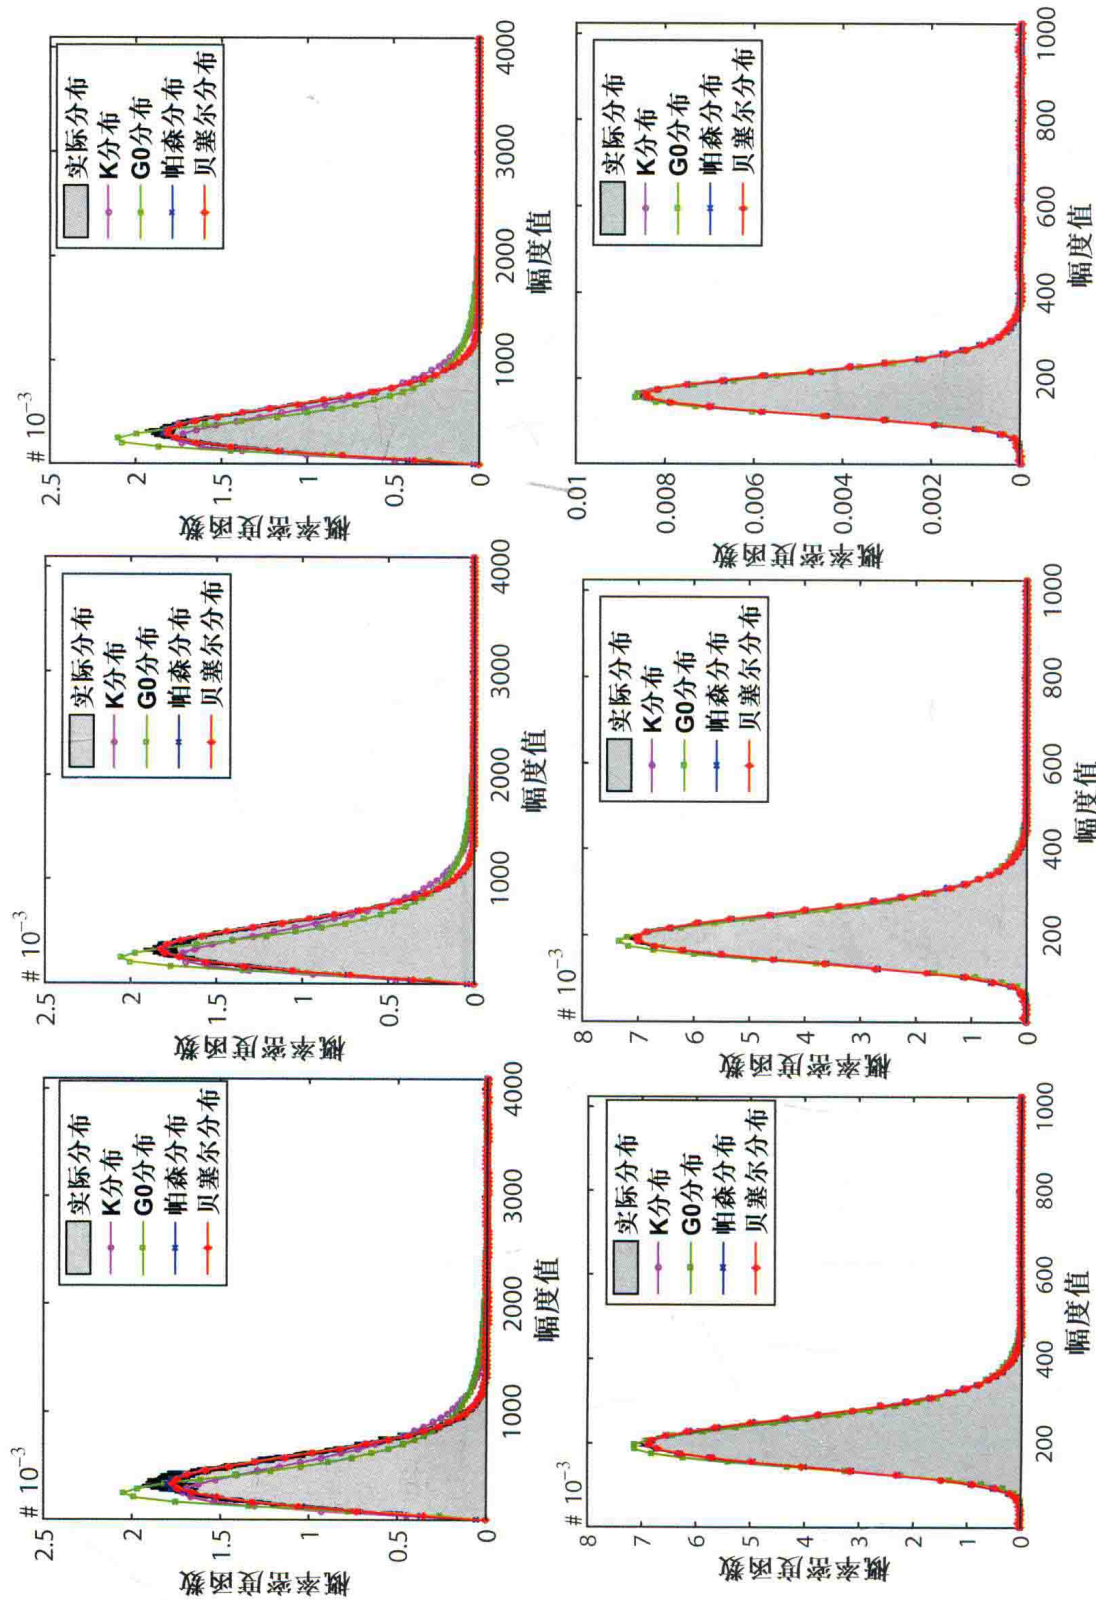 # 10⁻³
2.5
2
1.5
1
0.5
0
概率密度函数
实际分布
K分布
G0分布
帕森分布
贝塞尔分布
1000
2000
3000
4000
幅度值
# 10⁻³
2.5
2
1.5
1
0.5
0
概率密度函数
实际分布
K分布
G0分布
帕森分布
贝塞尔分布
1000
2000
3000
4000
幅度值
# 10⁻³
2.5
2
1.5
1
0.5
0
概率密度函数
实际分布
K分布
G0分布
帕森分布
贝塞尔分布
1000
2000
3000
4000
幅度值
# 10⁻³
8
7
6
5
4
3
2
1
0
概率密度函数
实际分布
K分布
G0分布
帕森分布
贝塞尔分布
200
400
600
800
1000
幅度值
# 10⁻³
8
7
6
5
4
3
2
1
0
概率密度函数
实际分布
K分布
G0分布
帕森分布
贝塞尔分布
200
400
600
800
1000
幅度值
0.01
0.008
0.006
0.004
0.002
0
概率密度函数
实际分布
K分布
G0分布
帕森分布
贝塞尔分布
200
400
600
800
1000
幅度值